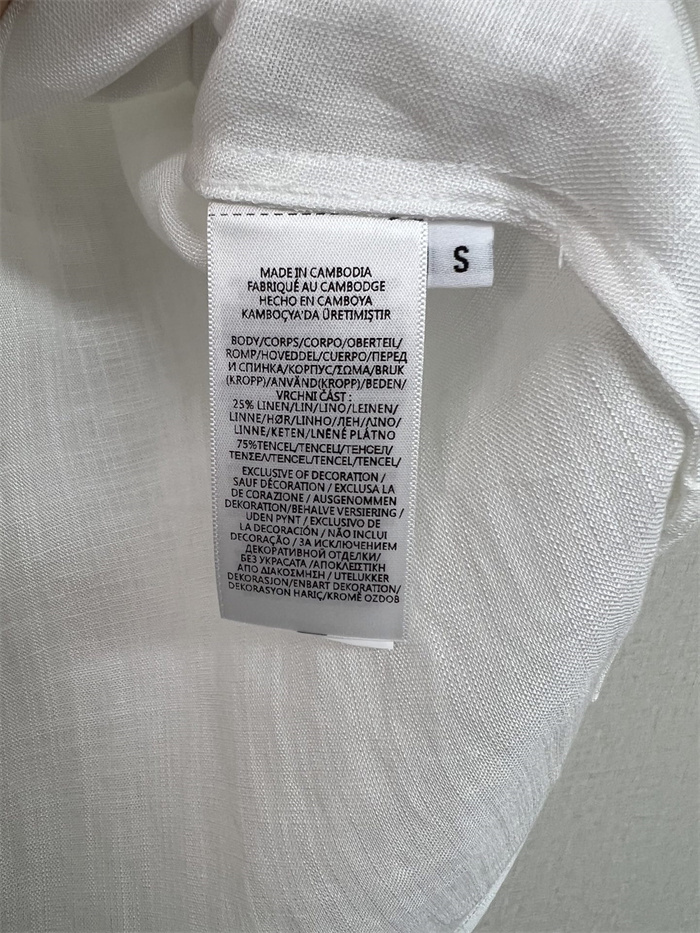 MADE IN CAMBODIA
FABRIQUÉ AU CAMBODGE
HECHO EN CAMBOYA
KAMBOÇYA'DA ÜRETIMIŞTIR
BODY/CORPS/CORPO/OBERTEIL/
ROMP/HOVEDDEL/CUERPO/ПЕРЕД
И СПИНКА/КОРПУС/ΣΩΜΑ/BRUK
(KROPP)/ANVÄND(KROPP)/BEDEN/
VRCHNI ČÁST :
25% LINEN/LIN/LINO/LEINEN/
LINNE/HØR/LINHO/ЛЕН/ΛΙΝΟ/
LINNE/KETEN/LNĚNÉ PLÁTNO
75%TENCEL/TENCEL/ТЕНСЕЛ/
TENZEΛ/TENCEL/TENCEL/TENCEL/
EXCLUSIVE OF DECORATION /
SAUF DÉCORATION / EXCLUSA LA
DE CORAZIONE / AUSGENOMMEN
DEKORATION/BEHALVE VERSIERING /
UDEN PYNT / EXCLUSIVO DE
LA DECORACIÓN / NÃO INCLUI
DECORAÇÃO / ЗА ИСКЛЮЧЕНИЕМ
ДЕКОРАТИВНОЙ ОТДЕЛКИ/
БЕЗ УКРАСАТА /ΑΠΟΚΛΕΙΣΤΙΚΗ
ΑΠΟ ΔΙΑΚΟΣΜΗΣΗ / UTELUKKER
DEKORASJON/ENBART DEKORATION/
DEKORASYON HARIÇ/KROMĚ OZDOB
S